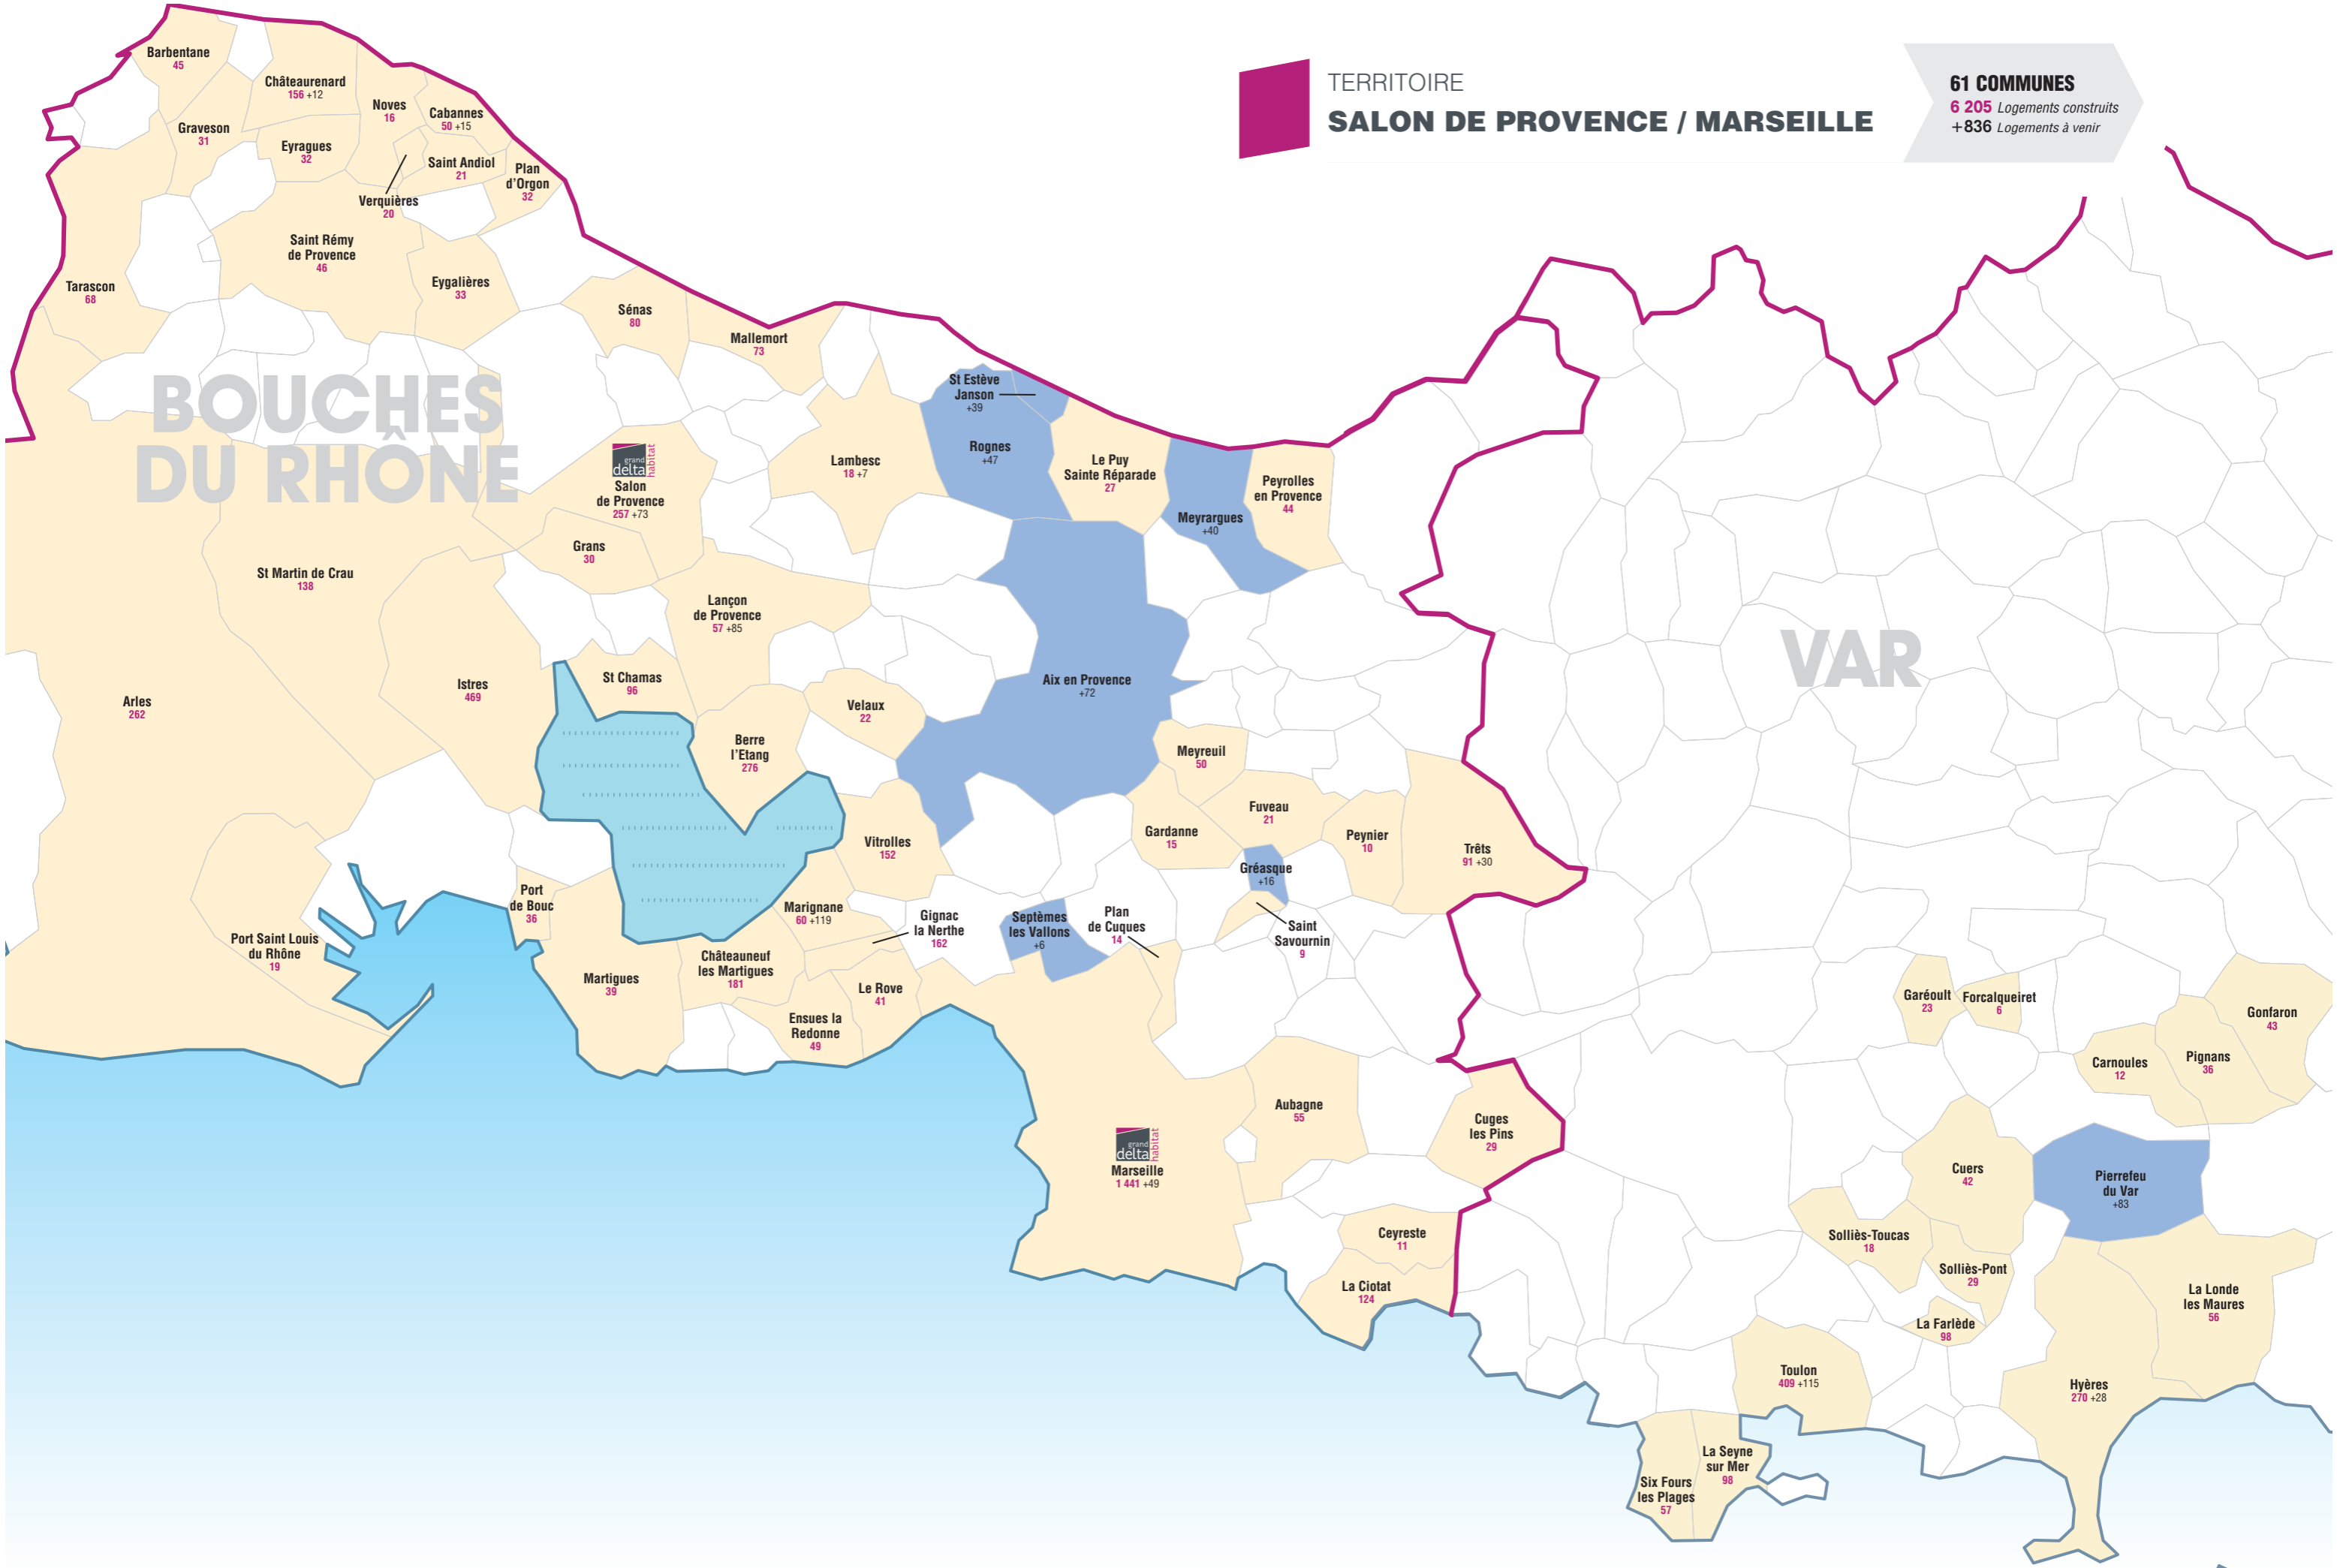 TERRITOIRE
SALON DE PROVENCE / MARSEILLE
61 COMMUNES
6 205 Logements construits
+836 Logements à venir
BOUCHES
DU RHÔNE
VAR
Barbentane
45
Châteaurenard
156 +12
Noves
16
Cabannes
50 +15
Graveson
31
Eyragues
32
Saint Andiol
21
Plan
d'Orgon
32
Verquières
20
Saint Rémy
de Provence
46
Eygalières
33
Tarascon
68
Sénas
80
Mallemort
73
St Estève
Janson
+39
Rognes
+47
Lambesc
18 +7
Le Puy
Sainte Réparade
27
Meyrargues
+40
Peyrolles
en Provence
44
grand
delta
habitat
Salon
de Provence
257 +73
Grans
30
St Martin de Crau
138
Lançon
de Provence
57 +85
Istres
469
St Chamas
96
Arles
262
Velaux
22
Aix en Provence
+72
Berre
l'Etang
276
Meyreuil
50
Fuveau
21
Gardanne
15
Peynier
10
Trêts
91 +30
Vitrolles
152
Gréasque
+16
Port
de Bouc
36
Marignane
60 +119
Gignac
la Nerthe
162
Septèmes
les Vallons
+6
Plan
de Cuques
14
Saint
Savournin
9
Port Saint Louis
du Rhône
19
Martigues
39
Châteauneuf
les Martigues
181
Le Rove
41
Ensues la
Redonne
49
Garéoult
23
Forcalqueiret
6
Gonfaron
43
Carnoules
12
Pignans
36
Aubagne
55
Cuges
les Pins
29
grand
delta
habitat
Marseille
1 441 +49
Cuers
42
Pierrefeu
du Var
+83
Ceyreste
11
Solliès-Toucas
18
Solliès-Pont
29
La Ciotat
124
La Londe
les Maures
56
La Farlède
98
Toulon
409 +115
Hyères
270 +28
La Seyne
sur Mer
98
Six Fours
les Plages
57